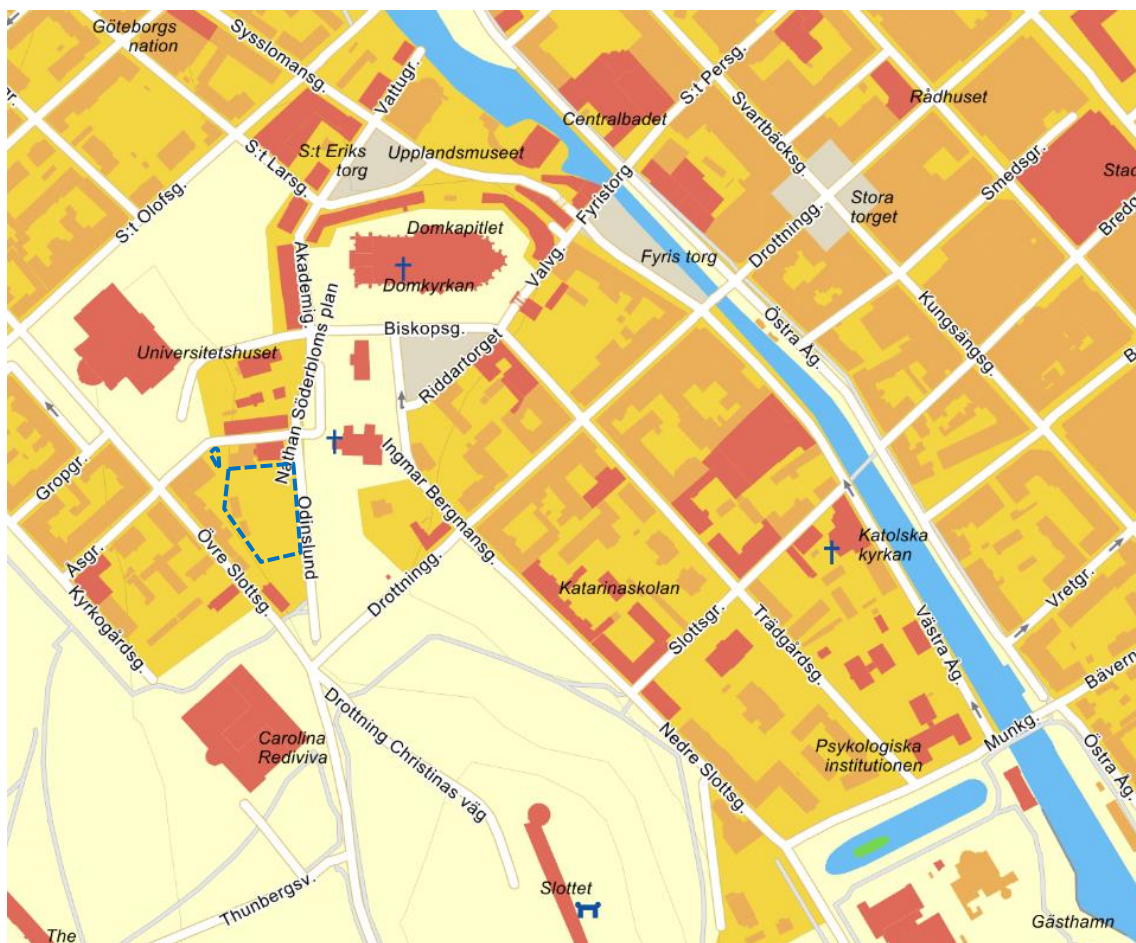 Göteborgs
nation
Sysslomansg.
Vattugr.
S:t Persg.
Svartbäcksg.
Rådhuset
Centralbadet
S:t Eriks
torg
Upplandsmuseet
S:t Larsg.
Smedsgr.
S:t Olofsg.
Fyristorg
Stora
torget
Drottningg.
Domkapitlet
Domkyrkan
Valvg.
Fyris torg
Akademig.
Nathan Söderbloms plan
Biskopsg.
Universitetshuset
Riddartorget
Östra Åg.
Kungsängsg.
Gropgr.
Ingmar Bergmansg.
Odinslund
Övre Slottsg.
Åsgr.
Kyrkogårdsg.
Drottningg.
Katarinaskolan
Katolska
kyrkan
Slottsgr.
Trädgårdsg.
Västra Åg.
Vretgr.
Carolina
Rediviva
Drottning Christinas väg
Nedre Slottsg.
Psykologiska
institutionen
Munkg.
Östra Åg.
Thunbergsv.
Slottet
The
Gästhamn